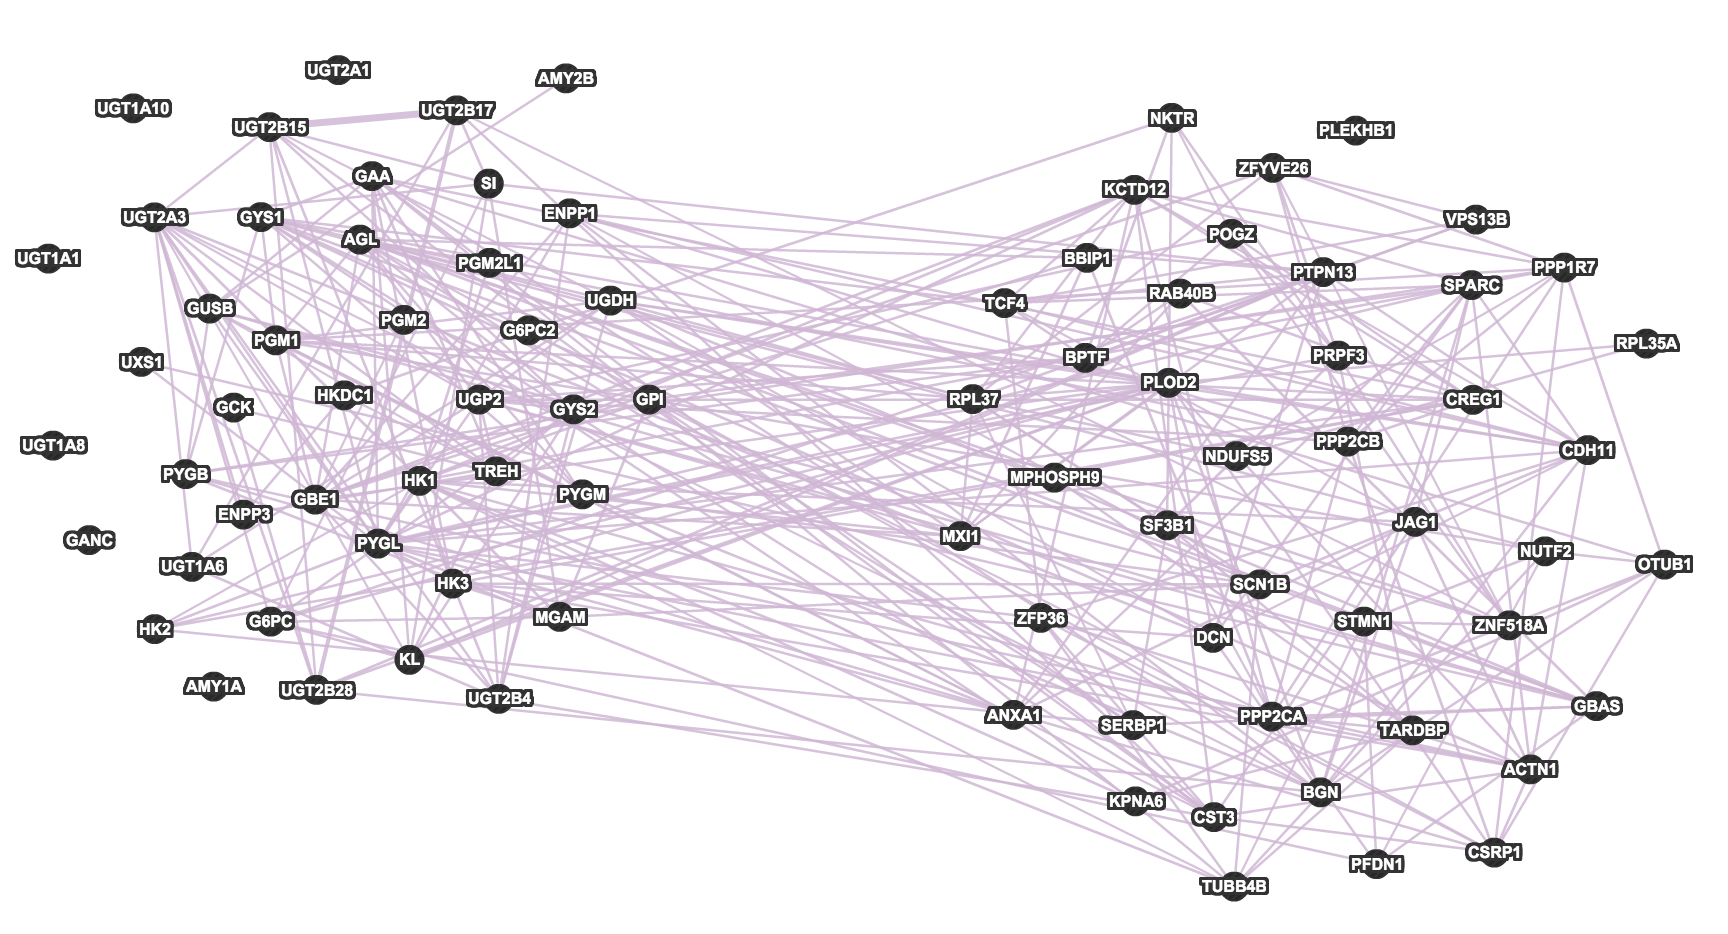 UGT2A1
AMY2B
UGT1A10
UGT2B17
UGT2B15
NKTR
PLEKHB1
ZFYVE26
GAA
SI
KCTD12
UGT2A3
GYS1
ENPP1
VPS13B
POGZ
AGL
UGT1A1
PGM2L1
BBIP1
PPP1R7
PTPN13
SPARC
RAB40B
UGDH
TCF4
GUSB
PGM2
G6PC2
PGM1
RPL35A
UXS1
BPTF
PRPF3
PLOD2
HKDC1
UGP2
GPI
RPL37
CREG1
GCK
GYS2
UGT1A8
PPP2CB
CDH11
NDUFS5
PYGB
TREH
HK1
MPHOSPH9
GBE1
PYGM
ENPP3
JAG1
SF3B1
GANC
PYGL
MXI1
NUTF2
UGT1A6
OTUB1
HK3
SCN1B
MGAM
ZFP36
G6PC
STMN1
ZNF518A
HK2
DCN
KL
AMY1A
UGT2B28
UGT2B4
GBAS
ANXA1
PPP2CA
SERBP1
TARDBP
ACTN1
BGN
KPNA6
CST3
CSRP1
PFDN1
TUBB4B